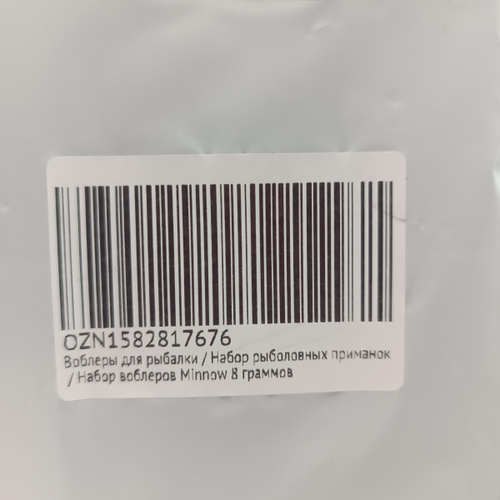 OZN1582817676
Воблеры для рыбалки / Набор рыболовных приманок
/ Набор воблеров Minnow 8 граммов